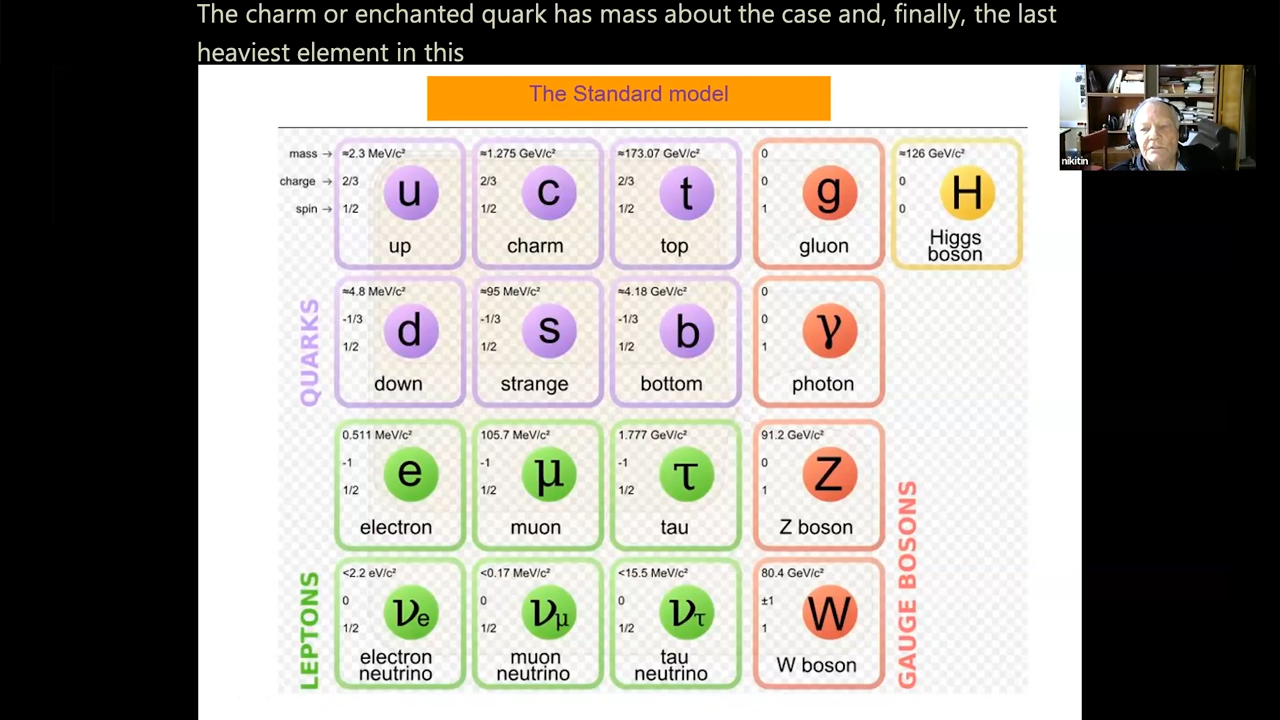 The charm or enchanted quark has mass about the case and, finally, the last
heaviest element in this
The Standard model
nikitin
mass → ≈2.3 MeV/c² ≈1.275 GeV/c² ≈173.07 GeV/c² 0 ≈126 GeV/c²
charge → 2/3 u 2/3 c 2/3 t 0 g 0 H
spin → 1/2 1/2 1/2 1 0
up charm top gluon Higgs
boson
≈4.8 MeV/c² ≈95 MeV/c² ≈4.18 GeV/c² 0
-1/3 d -1/3 s -1/3 b 0 γ
1/2 1/2 1/2 1
down strange bottom photon
QUARKS
0.511 MeV/c² 105.7 MeV/c² 1.777 GeV/c² 91.2 GeV/c²
-1 e -1 μ -1 τ 0 Z
1/2 1/2 1/2 1
electron muon tau Z boson
<2.2 eV/c² <0.17 MeV/c² <15.5 MeV/c² 80.4 GeV/c²
0 νe 0 νμ 0 ντ ±1 W
1/2 1/2 1/2 1
electron muon tau W boson
neutrino neutrino neutrino
LEPTONS
GAUGE BOSONS